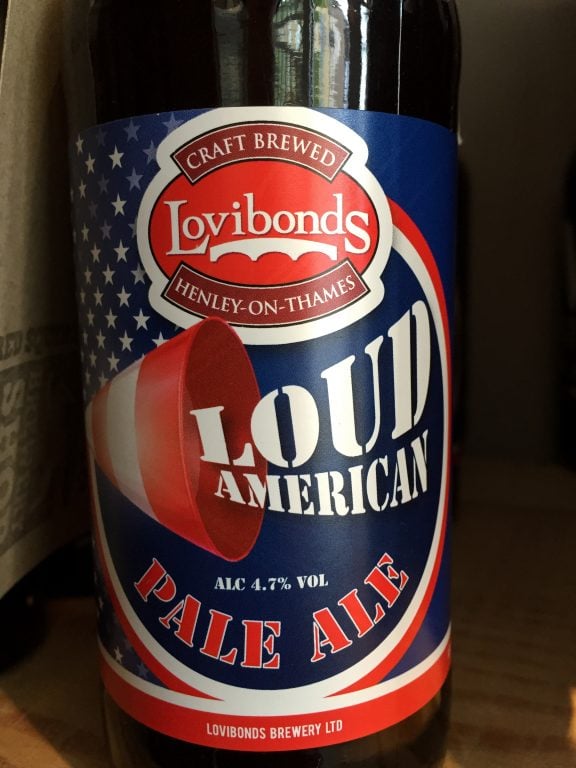 CRAFT BREWED
Lovibonds
HENLEY-ON-THAMES
LOUD
AMERICAN
ALC 4.7% VOL
PALE ALE
LOVIBONDS BREWERY LTD